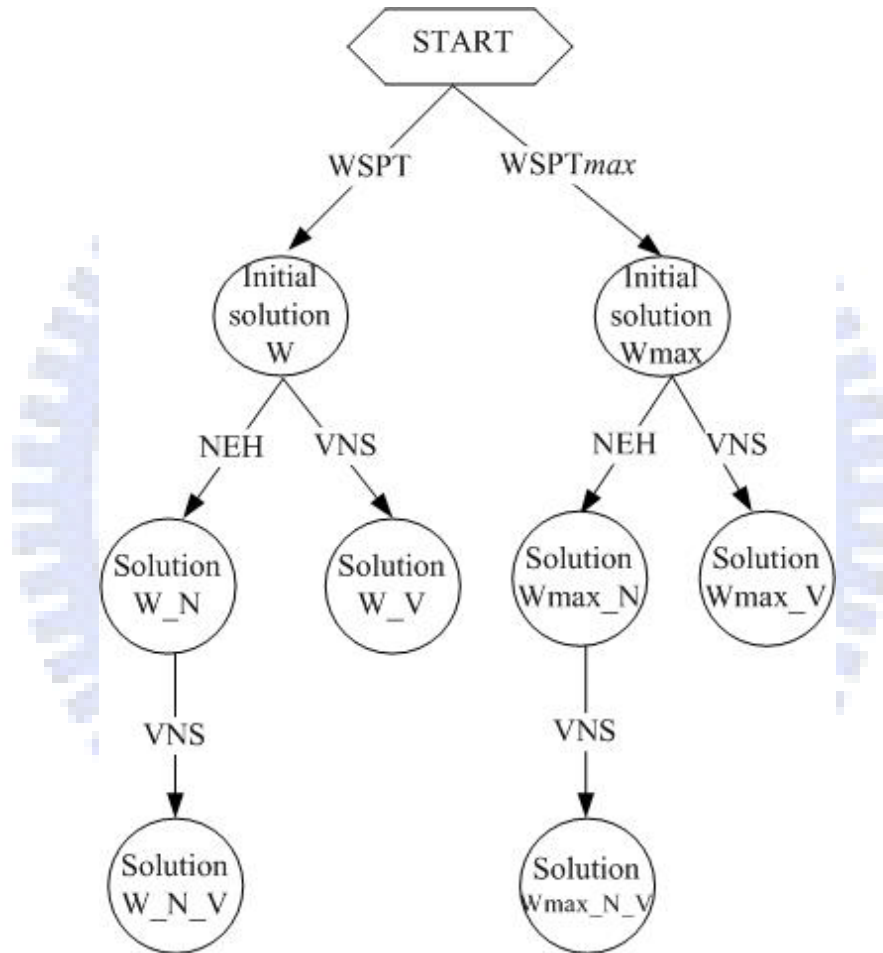 START
WSPT
WSPTmax
Initial
solution
W
Initial
solution
Wmax
NEH
VNS
NEH
VNS
Solution
W_N
Solution
W_V
Solution
Wmax_N
Solution
Wmax_V
VNS
VNS
Solution
W_N_V
Solution
Wmax_N_V